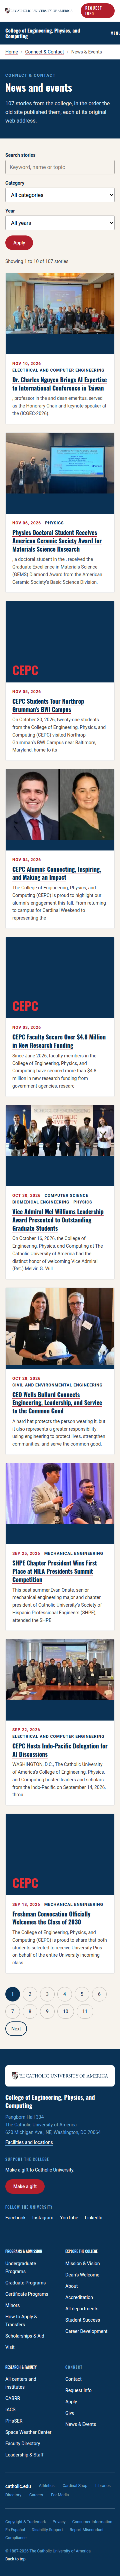 THE CATHOLIC UNIVERSITY OF AMERICA
REQUEST INFO
College of Engineering, Physics, and
Computing
MENU
Home / Connect & Contact / News & Events
CONNECT & CONTACT
News and events
107 stories from the college, in the order the
old site published them, each at its original
web address.
Search stories
Keyword, name or topic
Category
All categories
Year
All years
Apply
Showing 1 to 10 of 107 stories.
NOV 10, 2026
ELECTRICAL AND COMPUTER ENGINEERING
Dr. Charles Nguyen Brings AI Expertise
to International Conference in Taiwan
, professor and in the dead emeritus, served
as Honorary Chair and keynote speaker at
the (ICGEC-2026).
NOV 06, 2026 PHYSICS
Physics Doctoral Student Receives
American Ceramic Society Award for
Materials Science Research
, a doctoral student in the , received the
Graduate Excellence in Materials Science
(GEMS) Diamond Award from the American
Ceramic Society's Basic Science Division.
CEPC
NOV 03, 2026
CEPC Students Tour Northrop
Grumman's BWI Campus
On October 30, 2026, twenty-one students
from the College of Engineering, Physics, and
Computing (CEPC) visited Northrop
Grumman's BWI Campus near Baltimore,
Maryland, home to its
NOV 03, 2026
CEPC Alumni: Connecting, Inspiring,
and Making an Impact
The College of Engineering, Physics, and
Computing (CEPC) is proud to highlight our
alumni's engagement this fall. From returning
to campus for Cardinal Weekend to
representing the
CEPC
NOV 03, 2026
CEPC Faculty Secure Over $4.8 Million
in New Research Funding
Since June 2026, faculty members in the
College of Engineering, Physics, and
Computing have secured more than $4.8
million in new research funding from
government agencies, researc
CATHOLIC
OCT 30, 2026 COMPUTER SCIENCE
BIOMEDICAL ENGINEERING PHYSICS
Vice Admiral Mel Williams Leadership
Award Presented to Outstanding
Graduate Students
On October 16, 2026, the College of
Engineering, Physics, and Computing at The
Catholic University of America held the
distinct honor of welcoming Vice Admiral
(Ret.) Melvin G. Will
OCT 28, 2026
CIVIL AND ENVIRONMENTAL ENGINEERING
CEO Wells Bullard Connects
Engineering, Leadership, and Service
to the Common Good
A hard hat protects the person wearing it, but
it also represents a greater responsibility:
using engineering to protect lives, strengthen
communities, and serve the common good.
SEP 25, 2026 MECHANICAL ENGINEERING
SHPE Chapter President Wins First
Place at NILA Presidents Summit
Competition
This past summer,Evan Onate, senior
mechanical engineering major and chapter
president of Catholic University Society of
Hispanic Professional Engineers (SHPE),
attended the SHPE
SEP 22, 2026
ELECTRICAL AND COMPUTER ENGINEERING
CEPC Hosts Indo-Pacific Delegation for
AI Discussions
WASHINGTON, D.C., The Catholic University
of America's College of Engineering, Physics,
and Computing hosted leaders and scholars
from the Indo-Pacific on September 14, 2026,
throu
CEPC
SEP 18, 2026 MECHANICAL ENGINEERING
Freshman Convocation Officially
Welcomes the Class of 2030
The College of Engineering, Physics, and
Computing (CEPC) is proud to share that both
students selected to receive University Pins
on behalf of the entire University incoming
class
1 2 3 4 5 6
7 8 9 10 11
Next
THE CATHOLIC UNIVERSITY OF AMERICA
College of Engineering, Physics, and
Computing
Pangborn Hall 334
The Catholic University of America
620 Michigan Ave., NE, Washington, DC 20064
Facilities and locations
SUPPORT THE COLLEGE
Make a gift to Catholic University.
Make a gift
FOLLOW THE UNIVERSITY
Facebook Instagram YouTube LinkedIn
PROGRAMS & ADMISSION
Undergraduate
Programs
Graduate Programs
Certificate Programs
Minors
How to Apply &
Transfers
Scholarships & Aid
Visit
EXPLORE THE COLLEGE
Mission & Vision
Dean's Welcome
About
Accreditation
All departments
Student Success
Career Development
RESEARCH & FACULTY
All centers and
institutes
CABRR
IACS
PHaSER
Space Weather Center
Faculty Directory
Leadership & Staff
CONNECT
Contact
Request Info
Apply
Give
News & Events
catholic.edu Athletics Cardinal Shop Libraries
Directory Careers For Media
Copyright & Trademark Privacy Consumer Information
En Español Disability Support Report Misconduct
Compliance
© 1887-2026 The Catholic University of America
Back to top